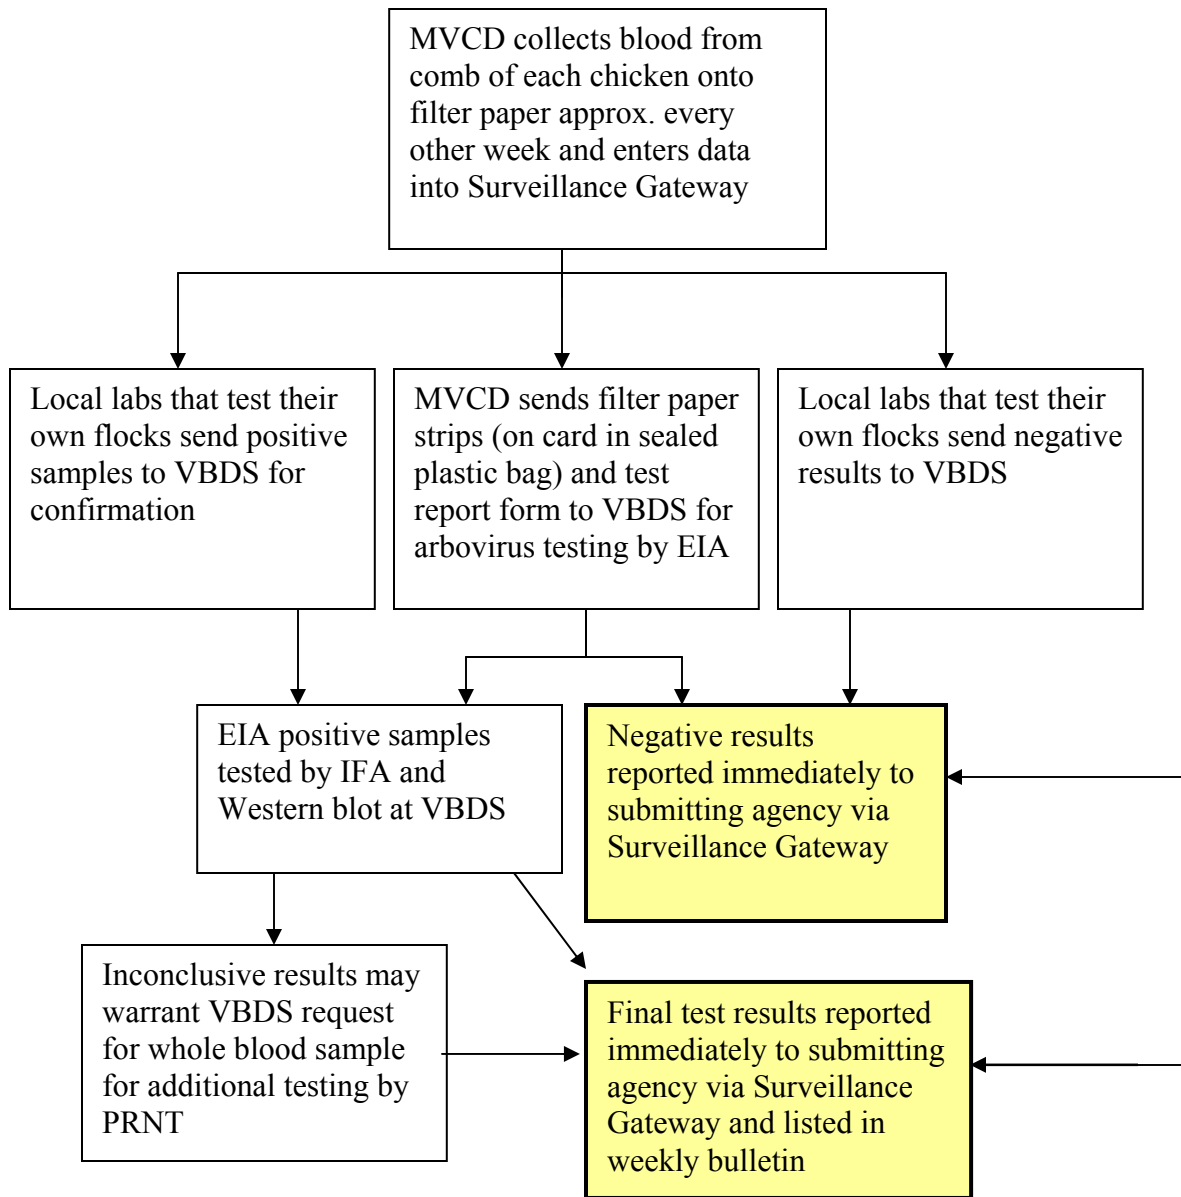 MVCD collects blood from
comb of each chicken onto
filter paper approx. every
other week and enters data
into Surveillance Gateway
Local labs that test their
own flocks send positive
samples to VBDS for
confirmation
MVCD sends filter paper
strips (on card in sealed
plastic bag) and test
report form to VBDS for
arbovirus testing by EIA
Local labs that test their
own flocks send negative
results to VBDS
EIA positive samples
tested by IFA and
Western blot at VBDS
Negative results
reported immediately to
submitting agency via
Surveillance Gateway
Inconclusive results may
warrant VBDS request
for whole blood sample
for additional testing by
PRNT
Final test results reported
immediately to submitting
agency via Surveillance
Gateway and listed in
weekly bulletin